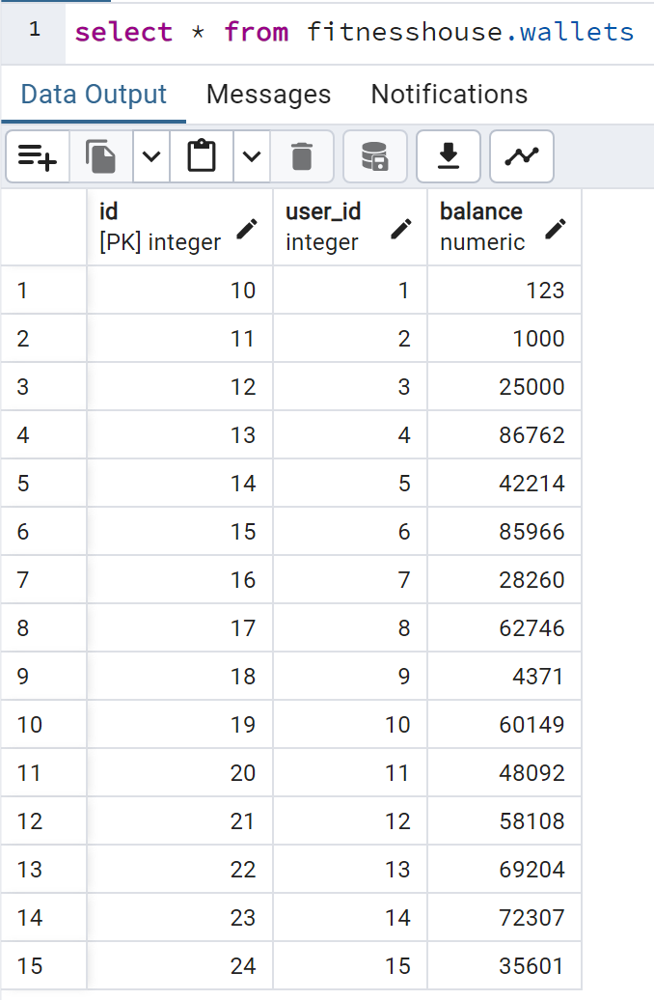 1 select * from fitnesshouse.wallets
Data Output Messages Notifications
id user_id balance
[PK] integer integer numeric
1 10 1 123
2 11 2 1000
3 12 3 25000
4 13 4 86762
5 14 5 42214
6 15 6 85966
7 16 7 28260
8 17 8 62746
9 18 9 4371
10 19 10 60149
11 20 11 48092
12 21 12 58108
13 22 13 69204
14 23 14 72307
15 24 15 35601